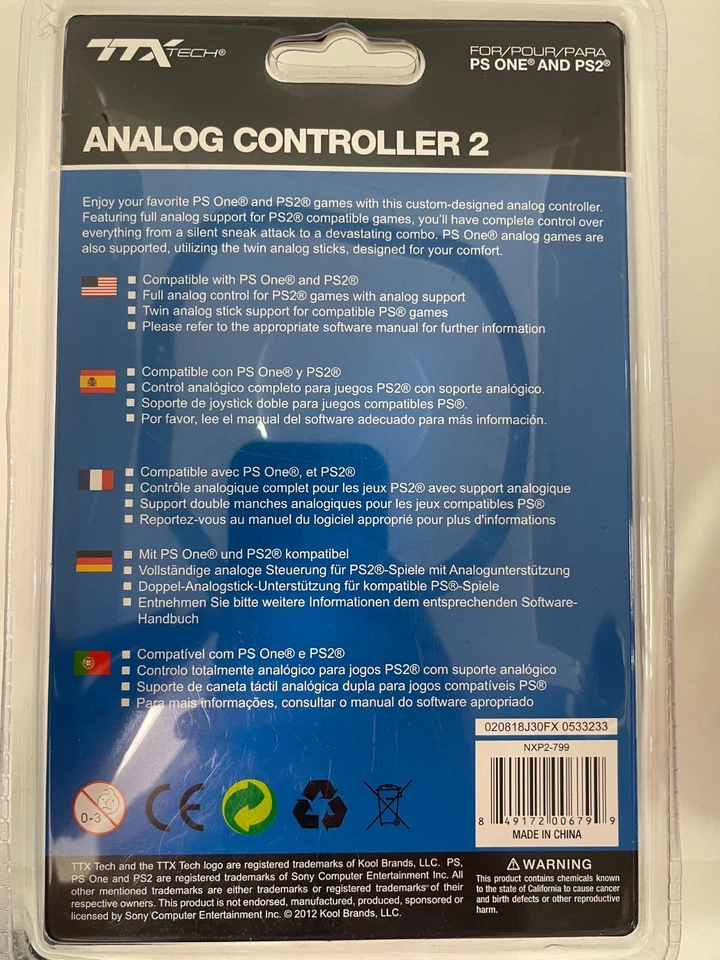 TTX TECH®
FOR/POUR/PARA
PS ONE® AND PS2®
ANALOG CONTROLLER 2
Enjoy your favorite PS One® and PS2® games with this custom-designed analog controller.
Featuring full analog support for PS2® compatible games, you'll have complete control over
everything from a silent sneak attack to a devastating combo. PS One® analog games are
also supported, utilizing the twin analog sticks, designed for your comfort.
■ Compatible with PS One® and PS2®
■ Full analog control for PS2® games with analog support
■ Twin analog stick support for compatible PS® games
■ Please refer to the appropriate software manual for further information
■ Compatible con PS One® y PS2®
■ Control analógico completo para juegos PS2® con soporte analógico.
■ Soporte de joystick doble para juegos compatibles PS®.
■ Por favor, lee el manual del software adecuado para más información.
■ Compatible avec PS One®, et PS2®
■ Contrôle analogique complet pour les jeux PS2® avec support analogique
■ Support double manches analogiques pour les jeux compatibles PS®
■ Reportez-vous au manuel du logiciel approprié pour plus d'informations
■ Mit PS One® und PS2® kompatibel
■ Vollständige analoge Steuerung für PS2®-Spiele mit Analogunterstützung
■ Doppel-Analogstick-Unterstützung für kompatible PS®-Spiele
■ Entnehmen Sie bitte weitere Informationen dem entsprechenden Software-
Handbuch
■ Compatível com PS One® e PS2®
■ Controlo totalmente analógico para jogos PS2® com suporte analógico
■ Suporte de caneta táctil analógica dupla para jogos compatíveis PS®
■ Para mais informações, consultar o manual do software apropriado
020818J30FX 0533233
NXP2-799
8 49172 00679 9
MADE IN CHINA
0-3
CE
TTX Tech and the TTX Tech logo are registered trademarks of Kool Brands, LLC. PS,
PS One and PS2 are registered trademarks of Sony Computer Entertainment Inc. All
other mentioned trademarks are either trademarks or registered trademarks of their
respective owners. This product is not endorsed, manufactured, produced, sponsored or
licensed by Sony Computer Entertainment Inc. © 2012 Kool Brands, LLC.
⚠ WARNING
This product contains chemicals known
to the state of California to cause cancer
and birth defects or other reproductive
harm.